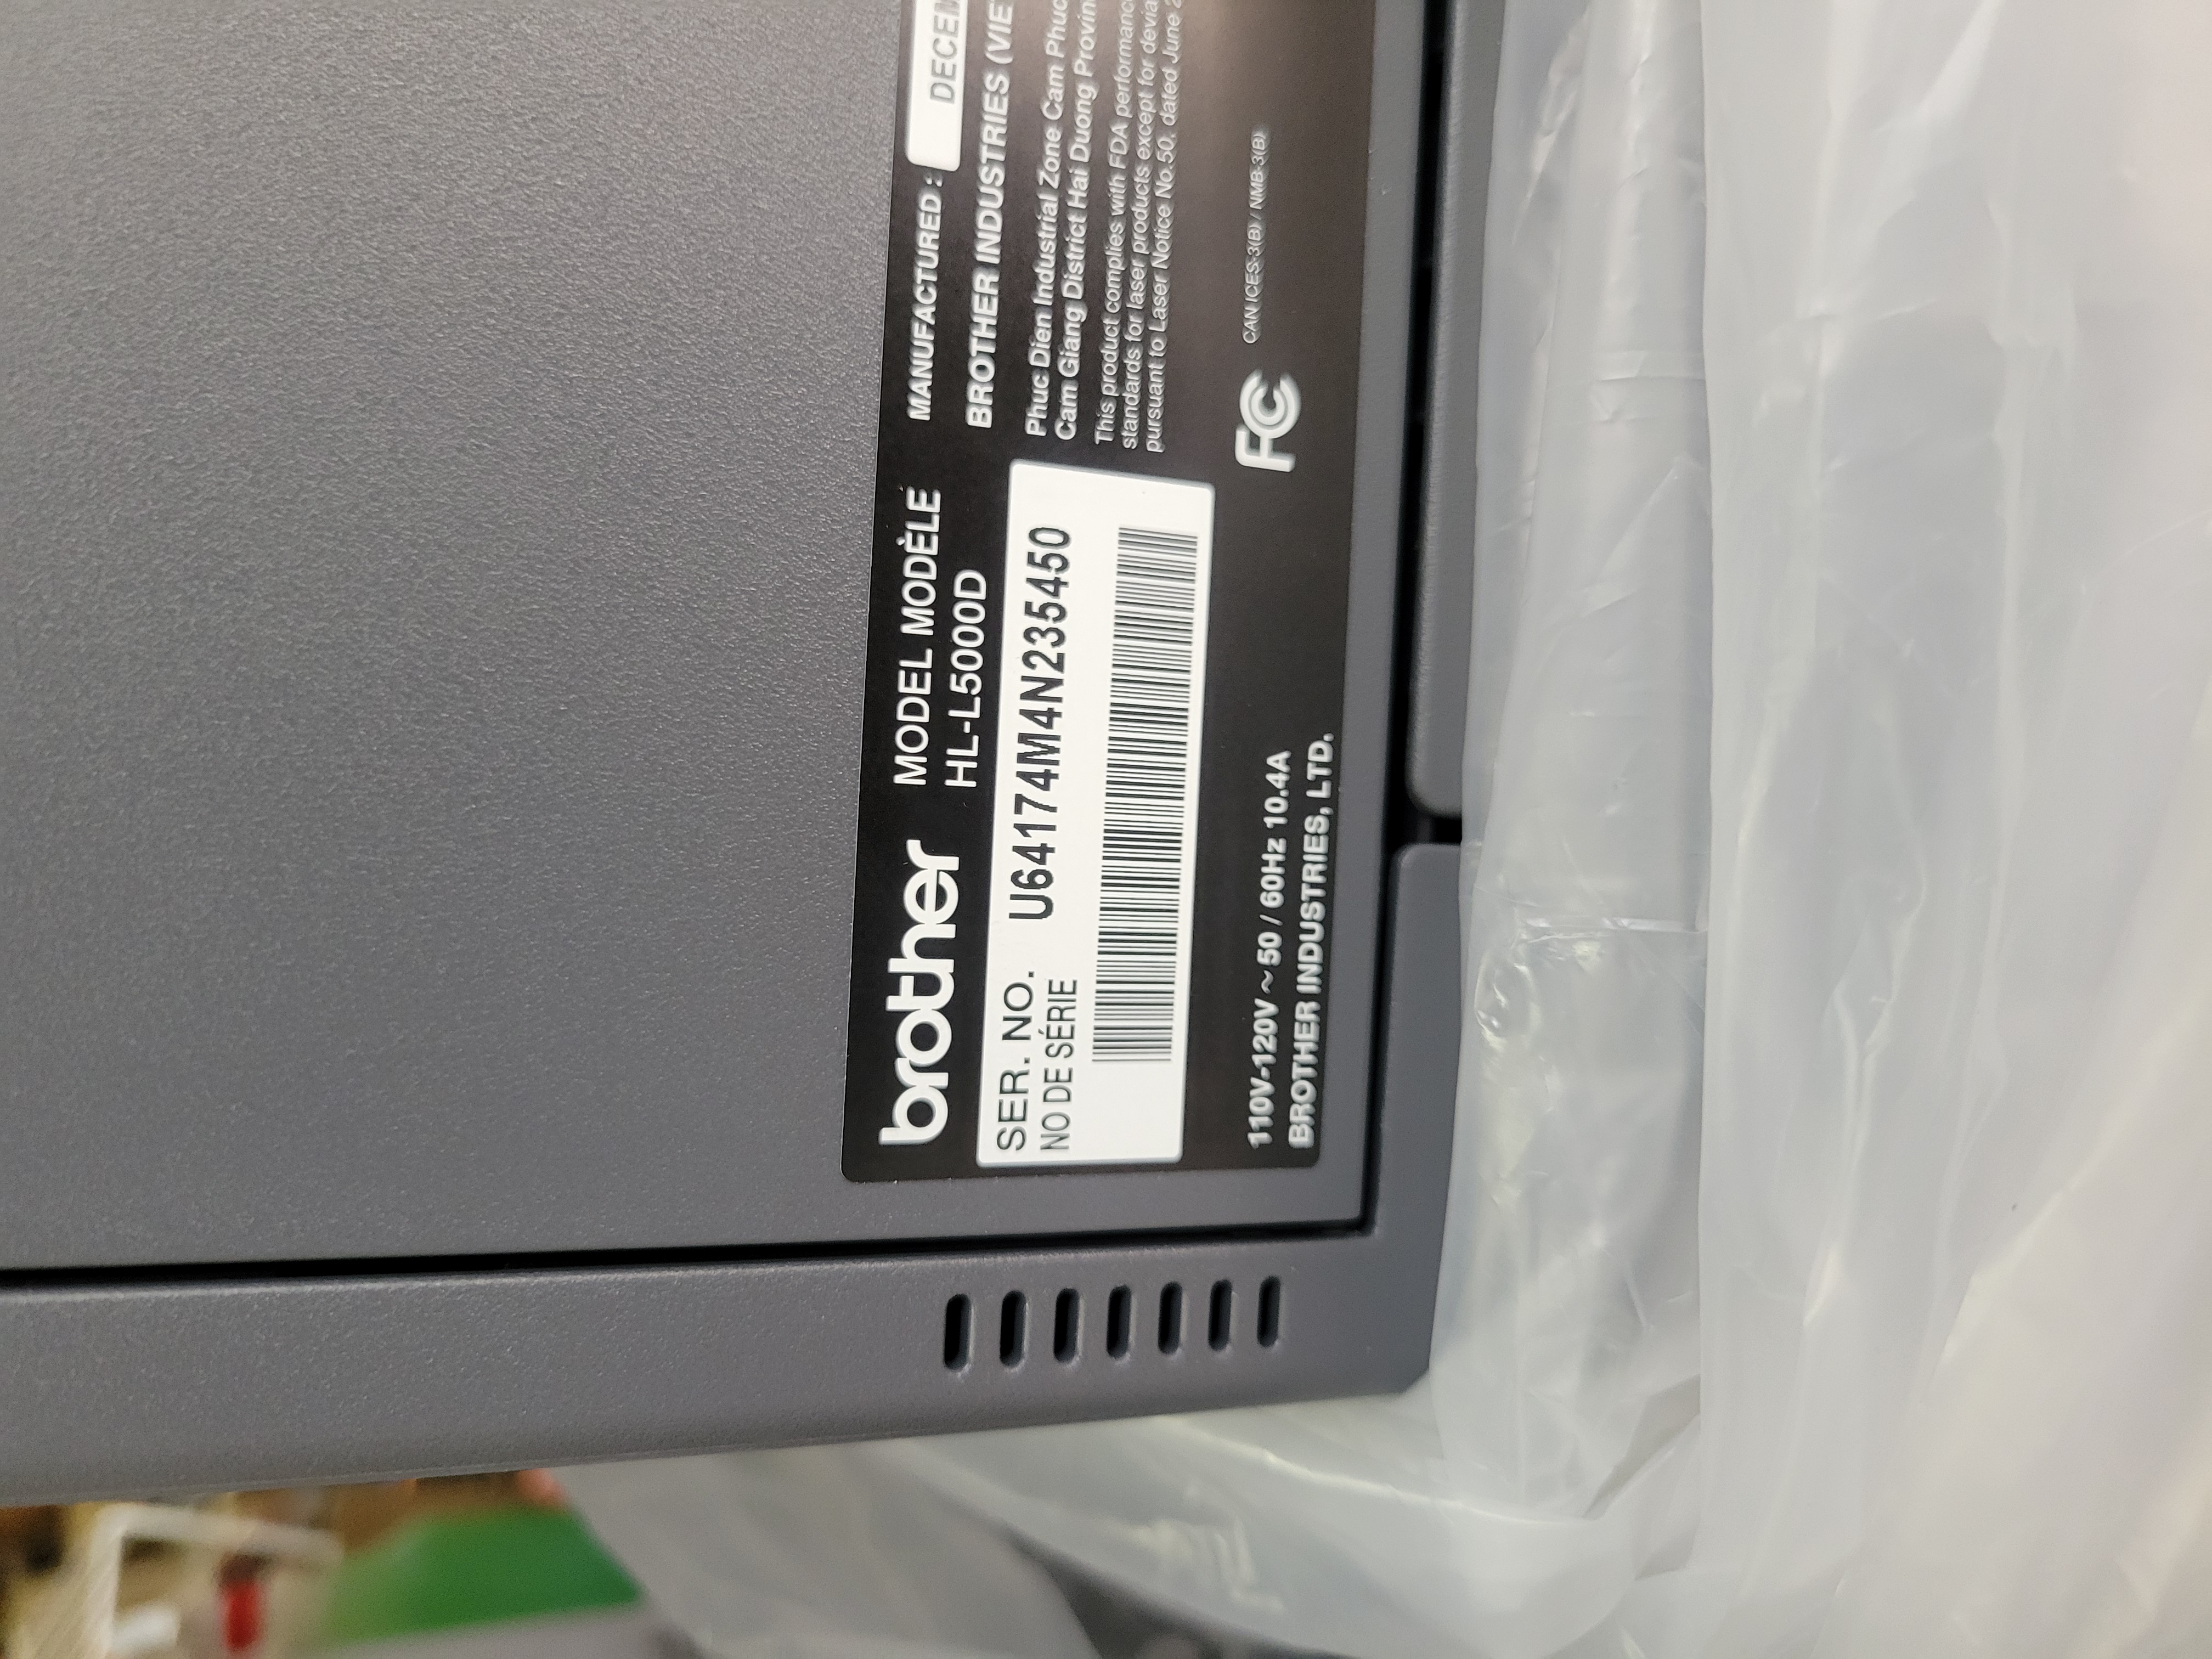 brother
MODEL MODÈLE
HL-L5000D
SER. NO. U64174M4N235450
NO DE SÉRIE
110V-120V ~ 50 / 60Hz 10.4A
BROTHER INDUSTRIES, LTD.
MANUFACTURED :
BROTHER INDUSTRIES
Phuc Dien Industrial Zone Cam Phuc
Cam Giang District Hai Duong
This product complies with FDA performance
standards for laser products except for
pursuant to Laser Notice No.50, dated June
FC
CAN ICES-3(B) / NMB-3(B)